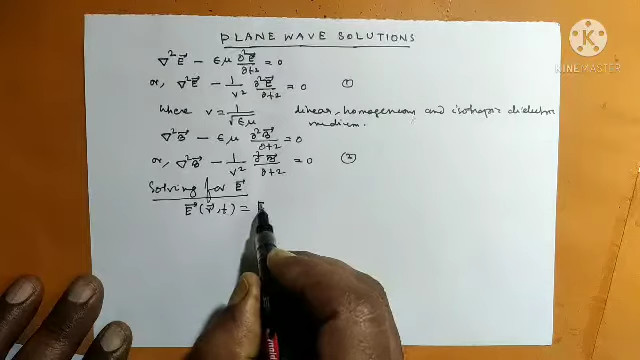 PLANE WAVE SOLUTIONS
∇²E⃗ − εμ ∂²E⃗/∂t² = 0
or, ∇²E⃗ − 1/v² ∂²E⃗/∂t² = 0 ①
where v = 1/√εμ linear, homogeneous and isotropic dielectric medium.
∇²B⃗ − εμ ∂²B⃗/∂t² = 0
or, ∇²B⃗ − 1/v² ∂²B⃗/∂t² = 0 ②
Solving for E⃗
E⃗(r⃗,t) = E
KINEMASTER